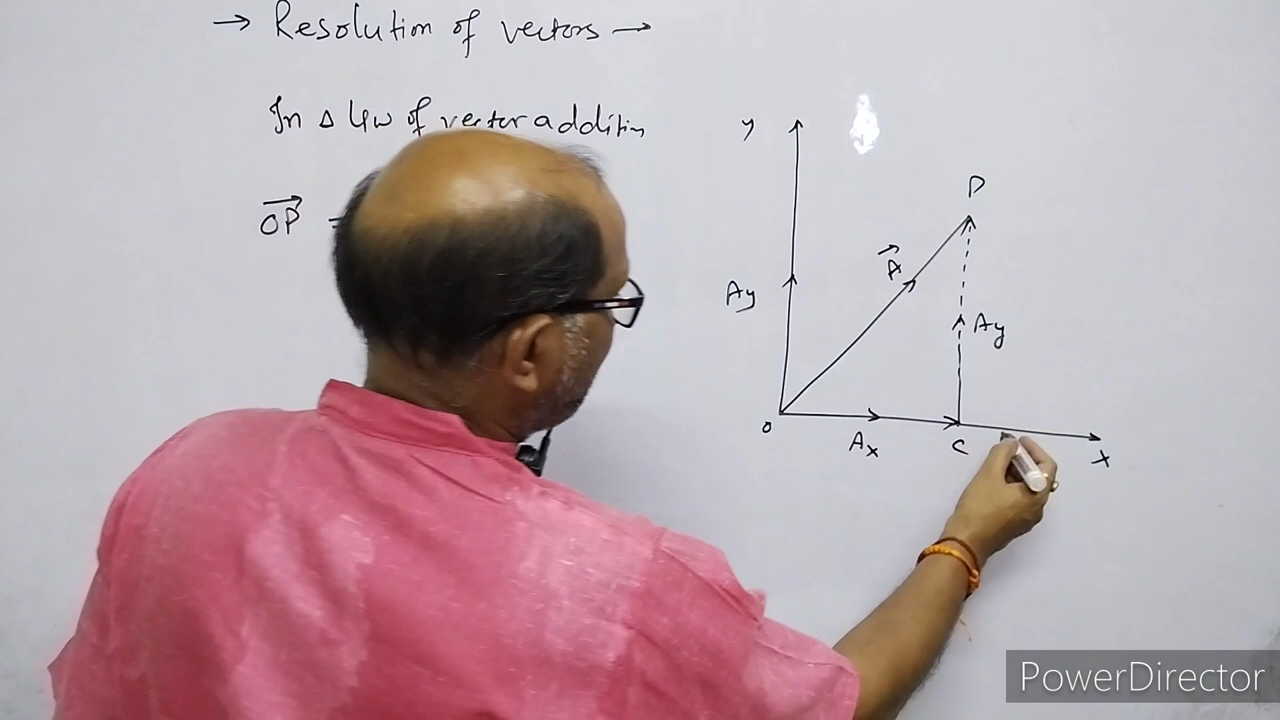 → Resolution of vectors →
In Δ law of vector addition
OP =
y
P
A
Ay
Ay
O
Ax
C
X
PowerDirector